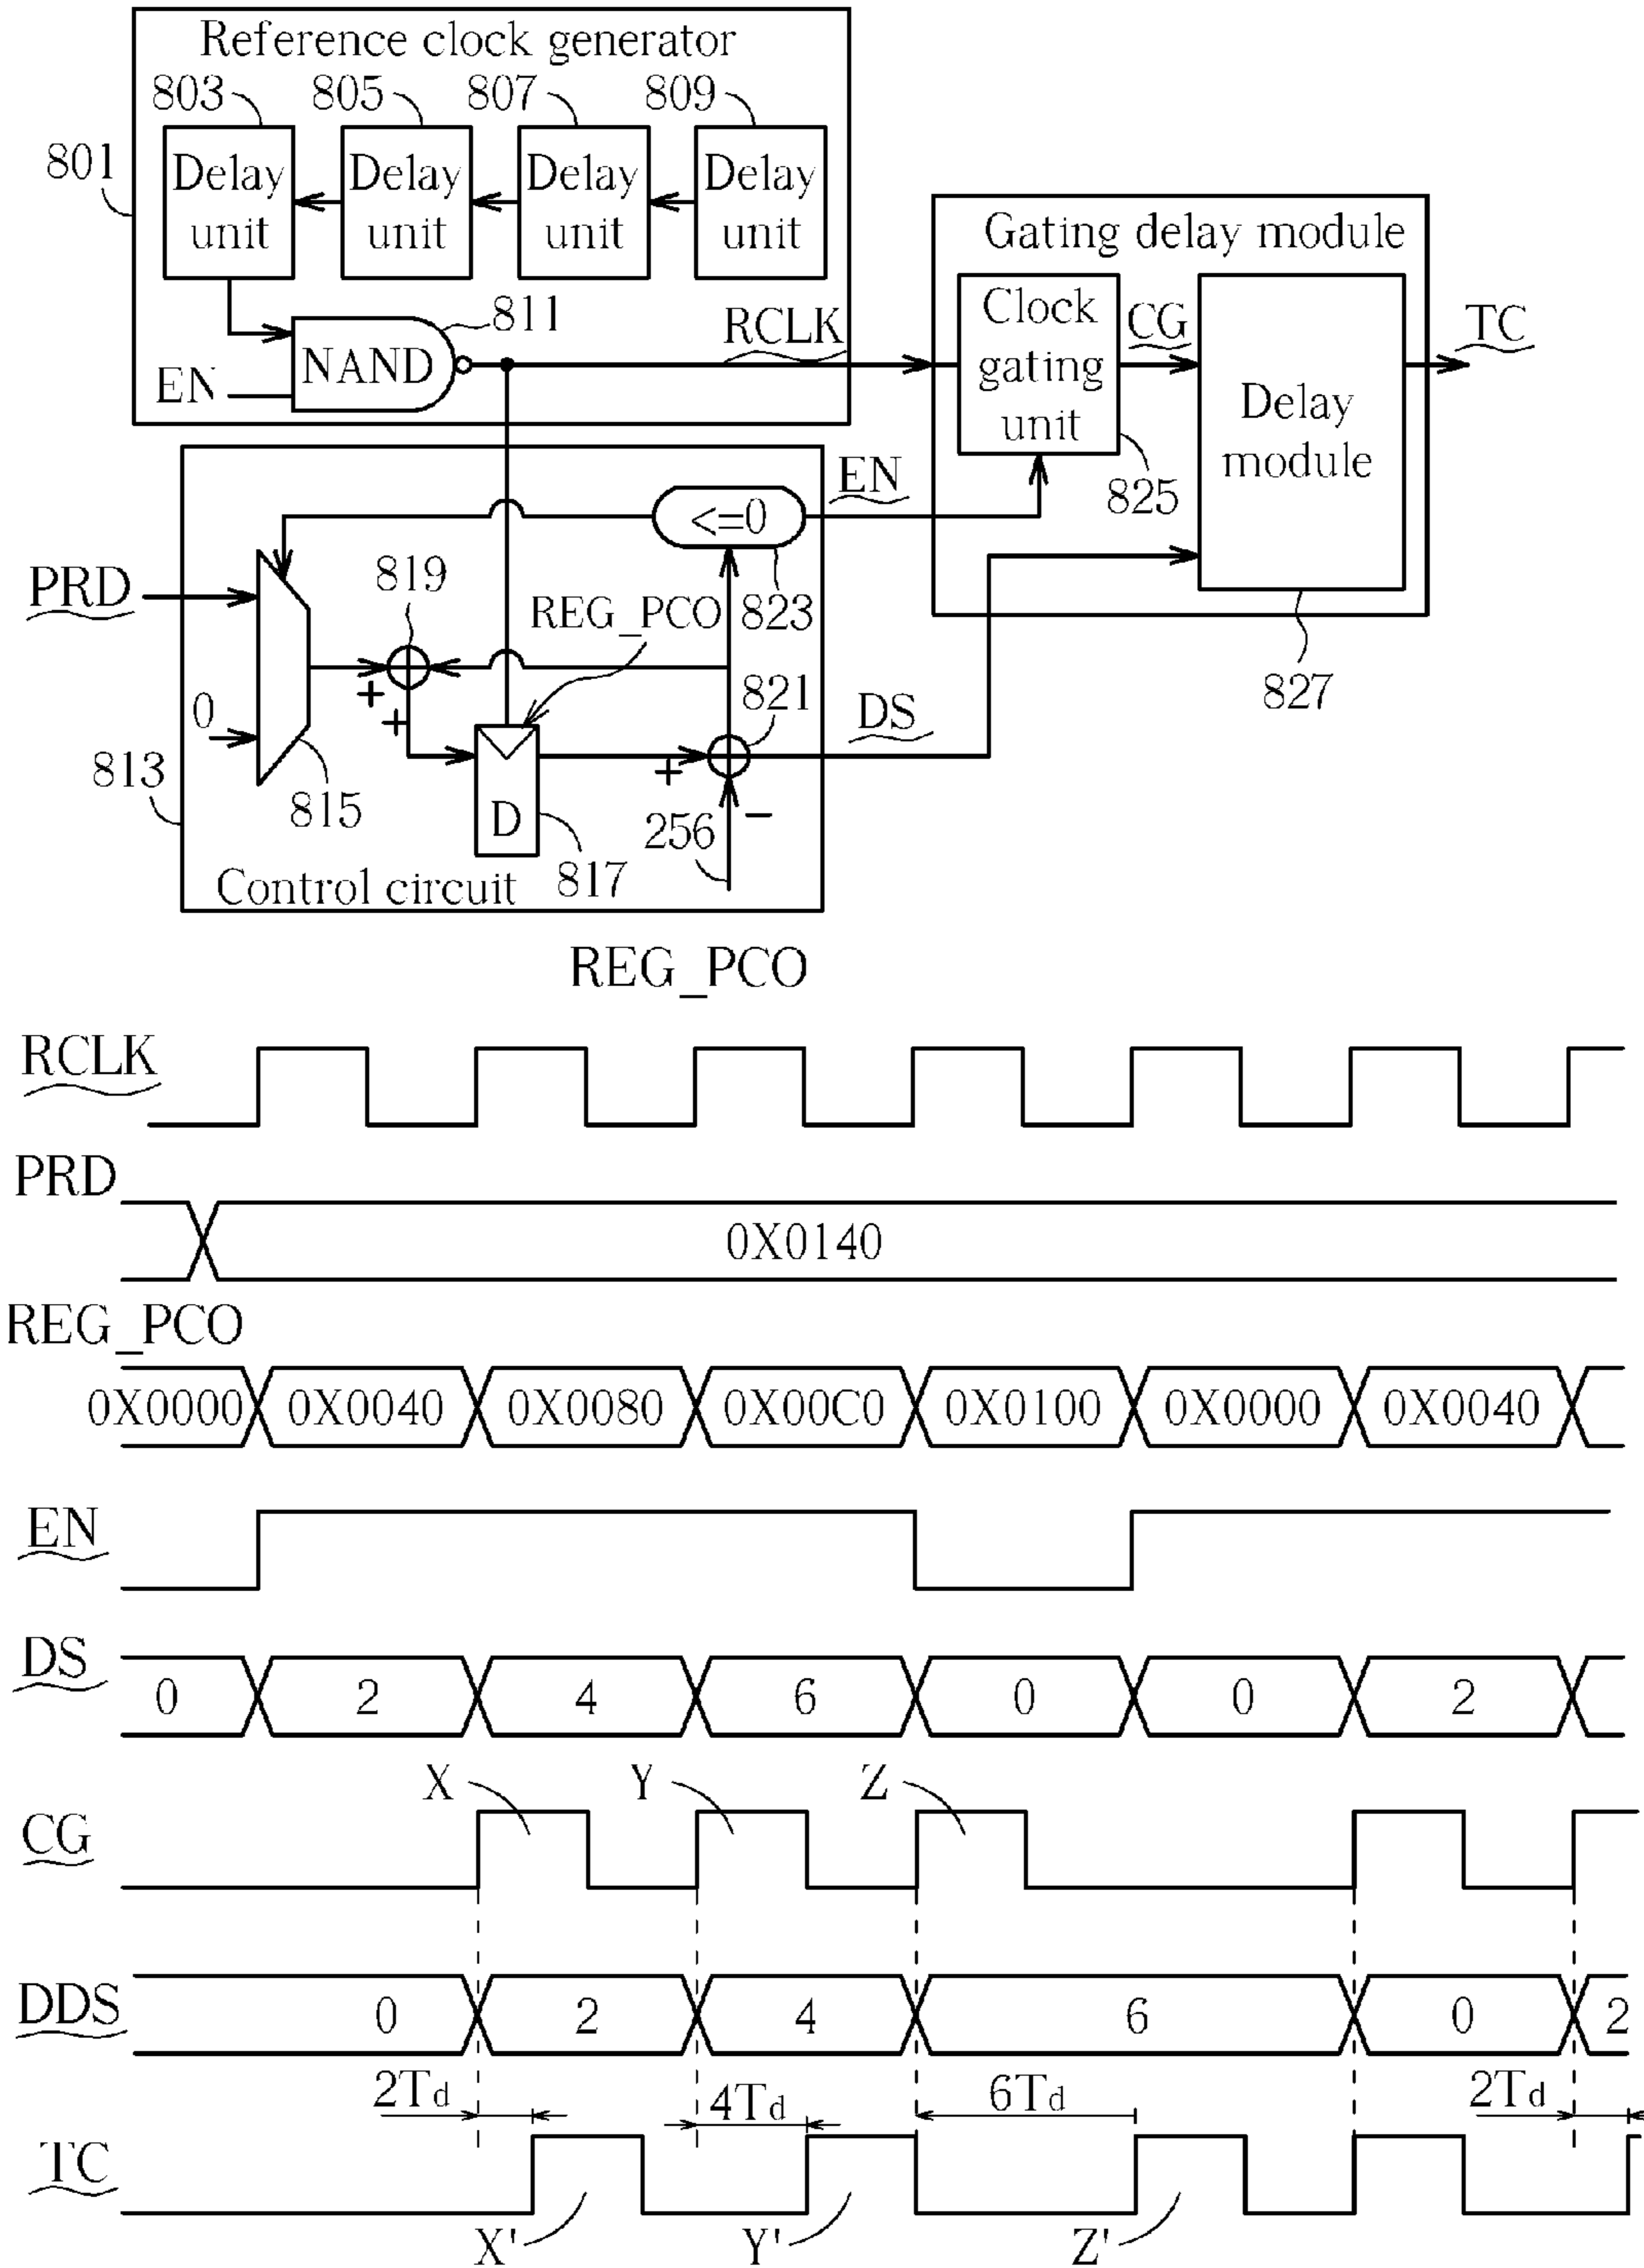 Reference clock generator
803 805 807 809
801
Delay unit
Delay unit
Delay unit
Delay unit
811
NAND
EN
RCLK
Gating delay module
Clock gating unit
CG
Delay module
TC
825
827
EN
<=0
823
PRD
0
819
REG_PCO
821
DS
813
815
D
817
256
+
+
+
−
Control circuit
REG_PCO
RCLK
PRD
0X0140
REG_PCO
0X0000 0X0040 0X0080 0X00C0 0X0100 0X0000 0X0040
EN
DS
0 2 4 6 0 0 2
X Y Z
CG
DDS
0 2 4 6 0 2
2Td 4Td 6Td 2Td
TC
X' Y' Z'